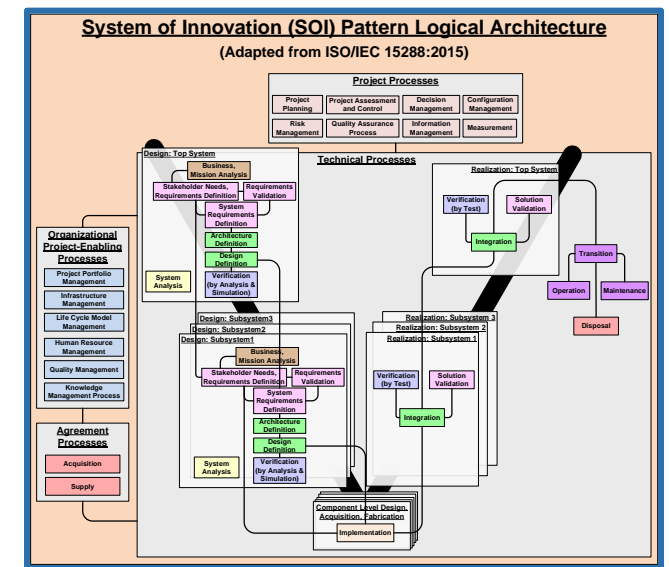 System of Innovation (SOI) Pattern Logical Architecture
(Adapted from ISO/IEC 15288:2015)
Project Processes
Project
Planning
Project Assessment
and Control
Decision
Management
Configuration
Management
Risk
Management
Quality Assurance
Process
Information
Management
Measurement
Technical Processes
Design: Top System
Business,
Mission Analysis
Stakeholder Needs,
Requirements Definition
Requirements
Validation
System
Requirements
Definition
Architecture
Definition
Design
Definition
System
Analysis
Verification
(by Analysis &
Simulation)
Realization: Top System
Verification
(by Test)
Solution
Validation
Integration
Transition
Operation
Maintenance
Disposal
Organizational
Project-Enabling
Processes
Project Portfolio
Management
Infrastructure
Management
Life Cycle Model
Management
Human Resource
Management
Quality Management
Knowledge
Management Process
Agreement
Processes
Acquisition
Supply
Design: Subsystem3
Design: Subsystem2
Design: Subsystem1
Business,
Mission Analysis
Stakeholder Needs,
Requirements Definition
Requirements
Validation
System
Requirements
Definition
Architecture
Definition
Design
Definition
System
Analysis
Verification
(by Analysis &
Simulation)
Realization: Subsystem 3
Realization: Subsystem 2
Realization: Subsystem 1
Verification
(by Test)
Solution
Validation
Integration
Component Level Design,
Acquisition, Fabrication
Implementation